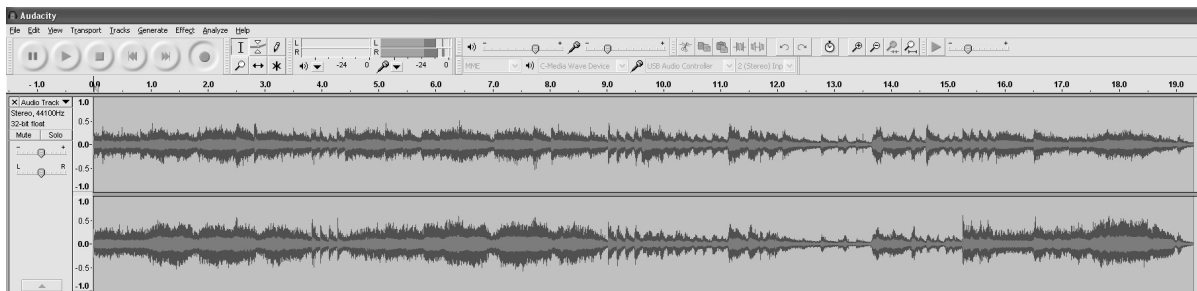 Audacity
File Edit View Transport Tracks Generate Effect Analyze Help
L
R
-24 0
L
R
-24 0
- +
- +
- +
MME
C-Media Wave Device
USB Audio Controller
2 (Stereo) Inp
- 1.0 0.0 1.0 2.0 3.0 4.0 5.0 6.0 7.0 8.0 9.0 10.0 11.0 12.0 13.0 14.0 15.0 16.0 17.0 18.0 19.0
X Audio Track
Stereo, 44100Hz
32-bit float
Mute Solo
- +
L R
1.0
0.5-
0.0-
-0.5-
-1.0
1.0
0.5-
0.0-
-0.5-
-1.0